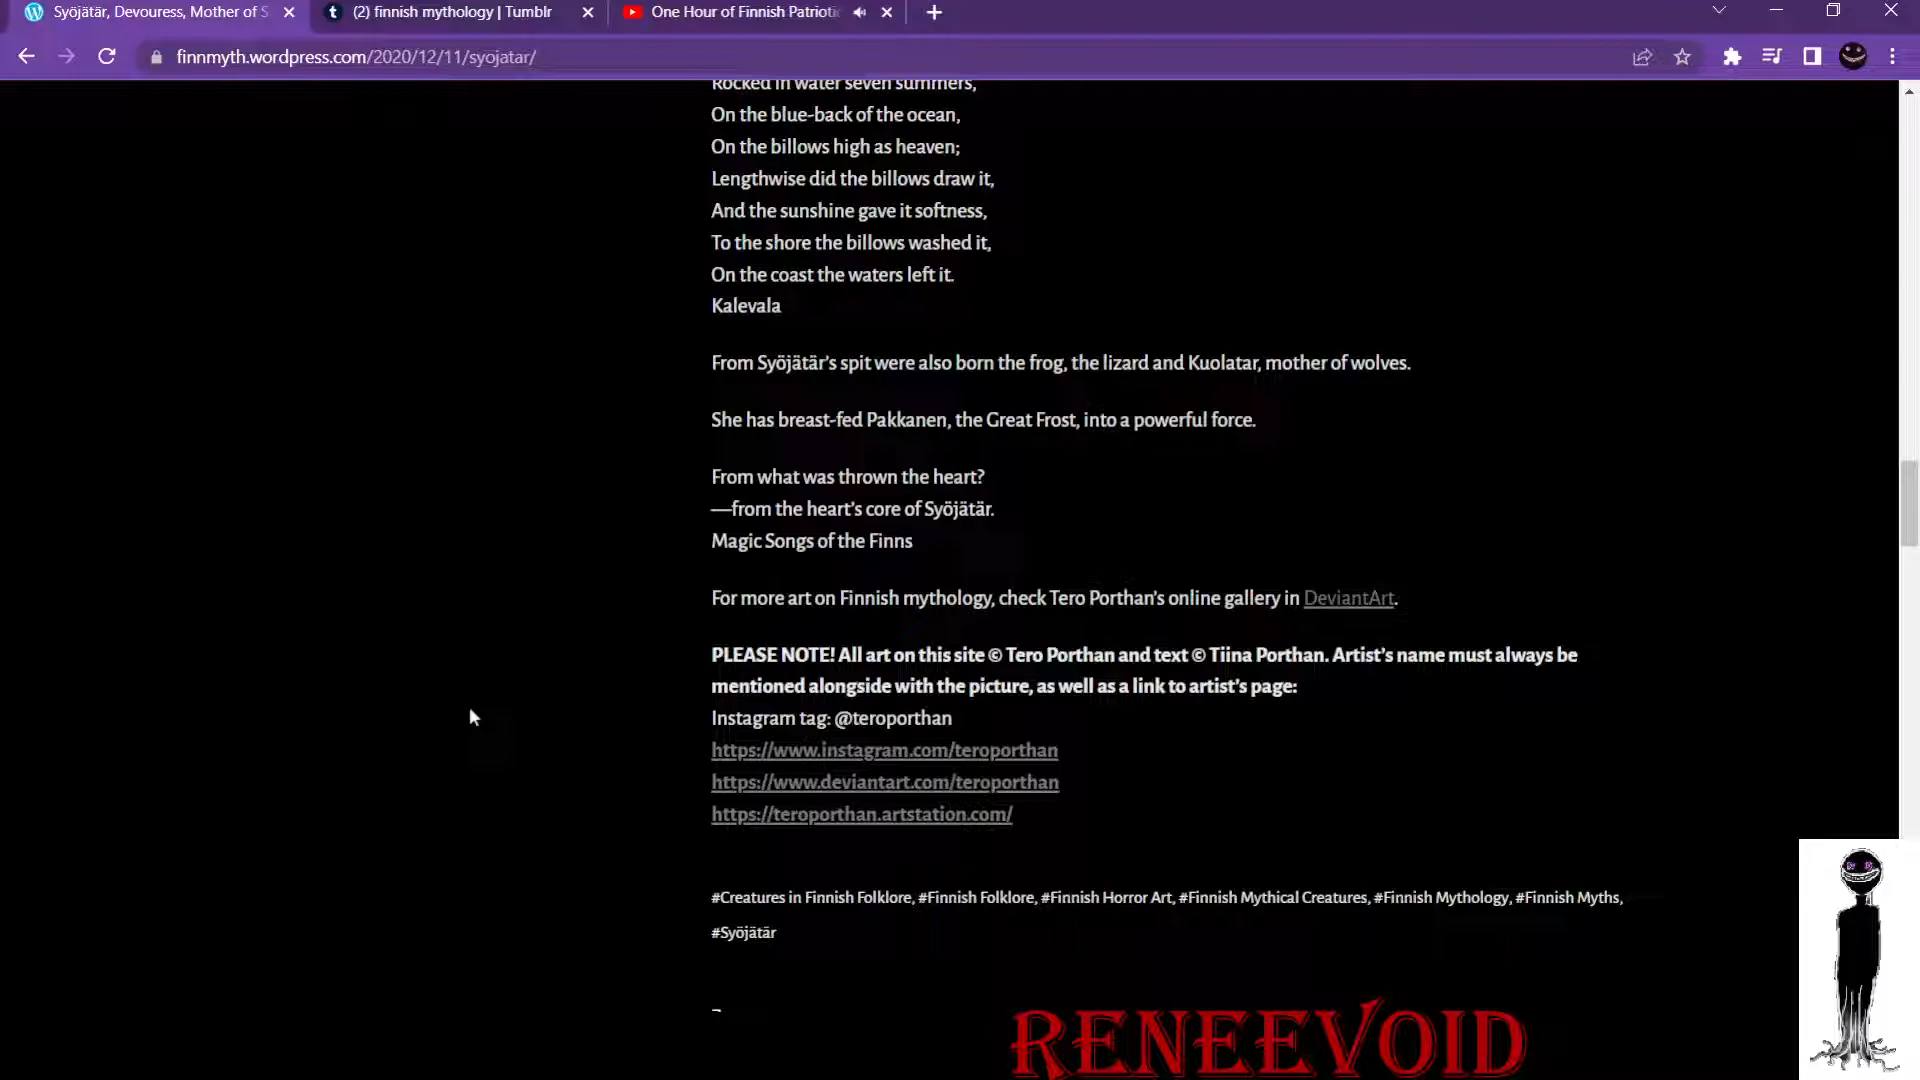 Syöjätär, Devouress, Mother of S
(2) finnish mythology | Tumblr
One Hour of Finnish Patriotic
finnmyth.wordpress.com/2020/12/11/syojatar/
Rocked in water seven summers,
On the blue-back of the ocean,
On the billows high as heaven;
Lengthwise did the billows draw it,
And the sunshine gave it softness,
To the shore the billows washed it,
On the coast the waters left it.
Kalevala
From Syöjätär's spit were also born the frog, the lizard and Kuolatar, mother of wolves.
She has breast-fed Pakkanen, the Great Frost, into a powerful force.
From what was thrown the heart?
—from the heart's core of Syöjätär.
Magic Songs of the Finns
For more art on Finnish mythology, check Tero Porthan's online gallery in DeviantArt.
PLEASE NOTE! All art on this site © Tero Porthan and text © Tiina Porthan. Artist's name must always be
mentioned alongside with the picture, as well as a link to artist's page:
Instagram tag: @teroporthan
https://www.instagram.com/teroporthan
https://www.deviantart.com/teroporthan
https://teroporthan.artstation.com/
#Creatures in Finnish Folklore, #Finnish Folklore, #Finnish Horror Art, #Finnish Mythical Creatures, #Finnish Mythology, #Finnish Myths,
#Syöjätär
RENEEVOID